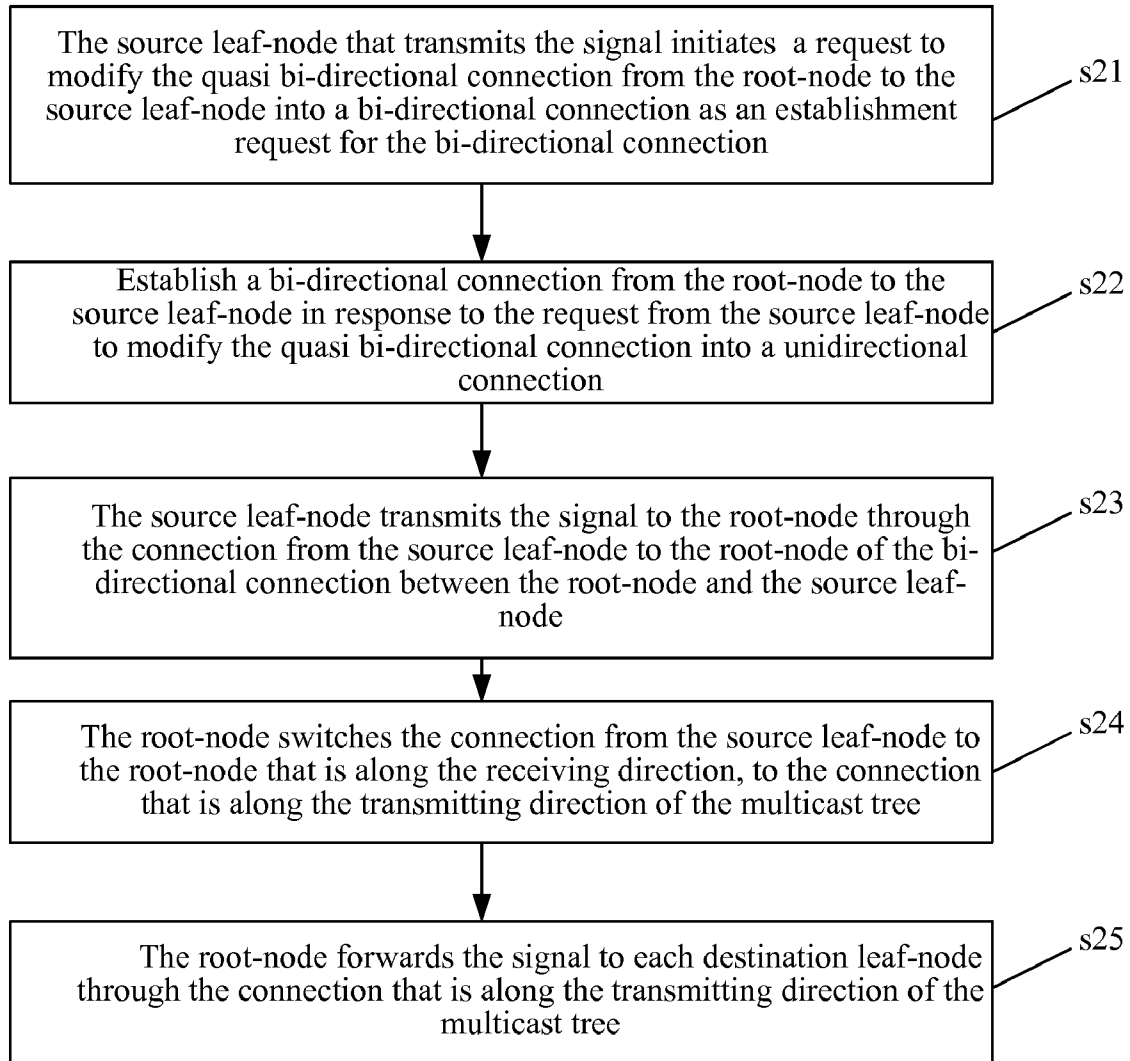 The source leaf-node that transmits the signal initiates a request to
modify the quasi bi-directional connection from the root-node to the
source leaf-node into a bi-directional connection as an establishment
request for the bi-directional connection
s21
Establish a bi-directional connection from the root-node to the
source leaf-node in response to the request from the source leaf-node
to modify the quasi bi-directional connection into a unidirectional
connection
s22
The source leaf-node transmits the signal to the root-node through
the connection from the source leaf-node to the root-node of the bi-
directional connection between the root-node and the source leaf-
node
s23
The root-node switches the connection from the source leaf-node to
the root-node that is along the receiving direction, to the connection
that is along the transmitting direction of the multicast tree
s24
The root-node forwards the signal to each destination leaf-node
through the connection that is along the transmitting direction of the
multicast tree
s25